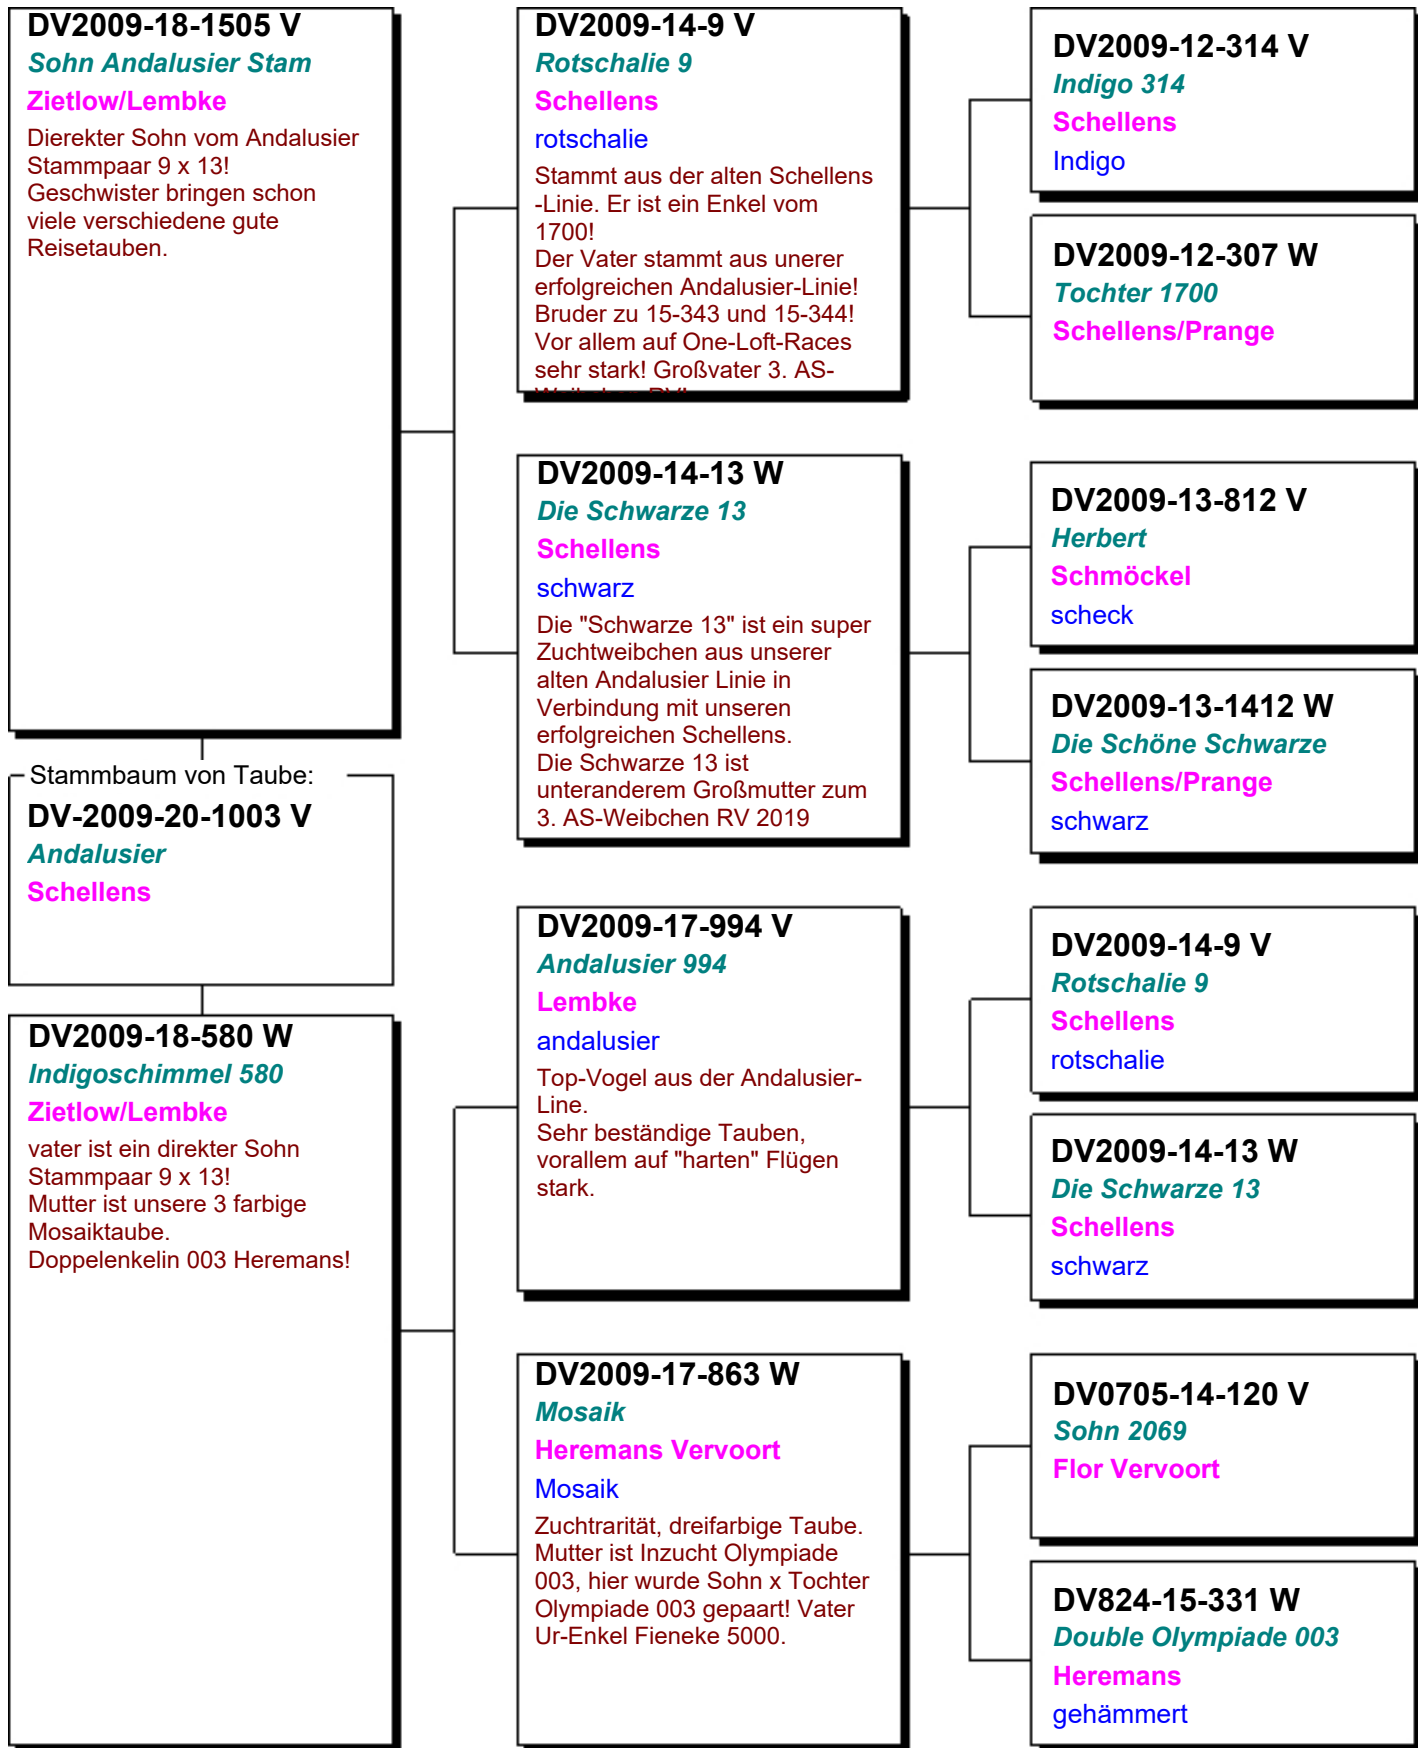 DV2009-18-1505 V
Sohn Andalusier Stam
Zietlow/Lembke
Dierekter Sohn vom Andalusier
Stammpaar 9 x 13!
Geschwister bringen schon
viele verschiedene gute
Reisetauben.
Stammbaum von Taube:
DV-2009-20-1003 V
Andalusier
Schellens
DV2009-18-580 W
Indigoschimmel 580
Zietlow/Lembke
vater ist ein direkter Sohn
Stammpaar 9 x 13!
Mutter ist unsere 3 farbige
Mosaiktaube.
Doppelenkelin 003 Heremans!
DV2009-14-9 V
Rotschalie 9
Schellens
rotschalie
Stammt aus der alten Schellens
-Linie. Er ist ein Enkel vom
1700!
Der Vater stammt aus unerer
erfolgreichen Andalusier-Linie!
Bruder zu 15-343 und 15-344!
Vor allem auf One-Loft-Races
sehr stark! Großvater 3. AS-
DV2009-14-13 W
Die Schwarze 13
Schellens
schwarz
Die "Schwarze 13" ist ein super
Zuchtweibchen aus unserer
alten Andalusier Linie in
Verbindung mit unseren
erfolgreichen Schellens.
Die Schwarze 13 ist
unteranderem Großmutter zum
3. AS-Weibchen RV 2019
DV2009-17-994 V
Andalusier 994
Lembke
andalusier
Top-Vogel aus der Andalusier-
Line.
Sehr beständige Tauben,
vorallem auf "harten" Flügen
stark.
DV2009-17-863 W
Mosaik
Heremans Vervoort
Mosaik
Zuchtrarität, dreifarbige Taube.
Mutter ist Inzucht Olympiade
003, hier wurde Sohn x Tochter
Olympiade 003 gepaart! Vater
Ur-Enkel Fieneke 5000.
DV2009-12-314 V
Indigo 314
Schellens
Indigo
DV2009-12-307 W
Tochter 1700
Schellens/Prange
DV2009-13-812 V
Herbert
Schmöckel
scheck
DV2009-13-1412 W
Die Schöne Schwarze
Schellens/Prange
schwarz
DV2009-14-9 V
Rotschalie 9
Schellens
rotschalie
DV2009-14-13 W
Die Schwarze 13
Schellens
schwarz
DV0705-14-120 V
Sohn 2069
Flor Vervoort
DV824-15-331 W
Double Olympiade 003
Heremans
gehämmert